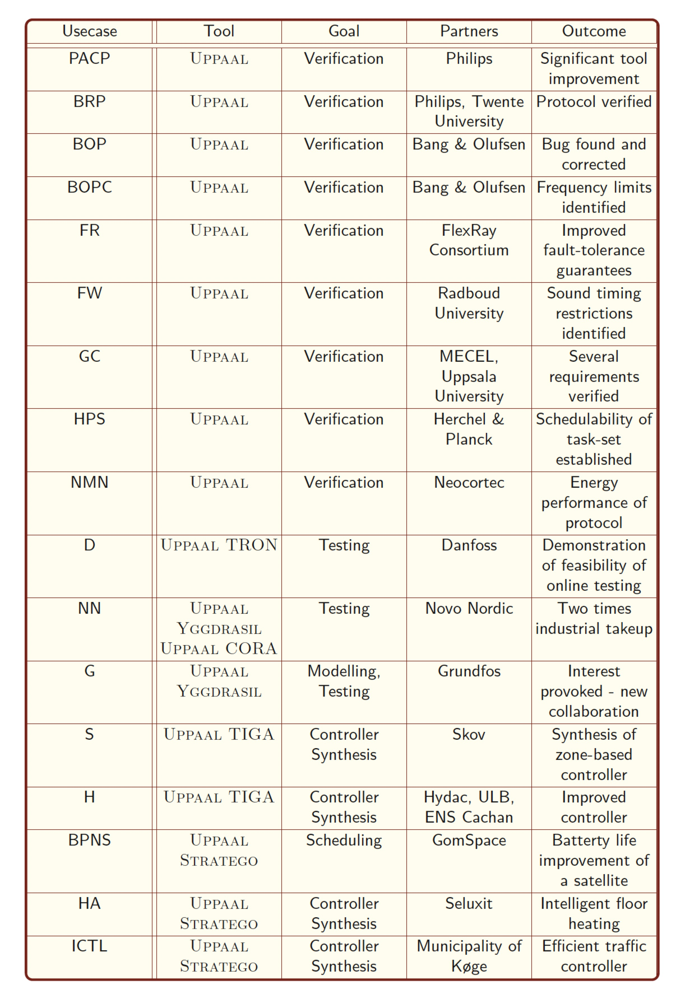 Usecase Tool Goal Partners Outcome
PACP UPPAAL Verification Philips Significant tool
improvement
BRP UPPAAL Verification Philips, Twente Protocol verified
University
BOP UPPAAL Verification Bang & Olufsen Bug found and
corrected
BOPC UPPAAL Verification Bang & Olufsen Frequency limits
identified
FR UPPAAL Verification FlexRay Improved
Consortium fault-tolerance
guarantees
FW UPPAAL Verification Radboud Sound timing
University restrictions
identified
GC UPPAAL Verification MECEL, Several
Uppsala requirements
University verified
HPS UPPAAL Verification Herchel & Schedulability of
Planck task-set
established
NMN UPPAAL Verification Neocortec Energy
performance of
protocol
D UPPAAL TRON Testing Danfoss Demonstration
of feasibility of
online testing
NN UPPAAL Testing Novo Nordic Two times
YGGDRASIL industrial takeup
UPPAAL CORA
G UPPAAL Modelling, Grundfos Interest
YGGDRASIL Testing provoked - new
collaboration
S UPPAAL TIGA Controller Skov Synthesis of
Synthesis zone-based
controller
H UPPAAL TIGA Controller Hydac, ULB, Improved
Synthesis ENS Cachan controller
BPNS UPPAAL Scheduling GomSpace Batterty life
STRATEGO improvement of
a satellite
HA UPPAAL Controller Seluxit Intelligent floor
STRATEGO Synthesis heating
ICTL UPPAAL Controller Municipality of Efficient traffic
STRATEGO Synthesis Køge controller